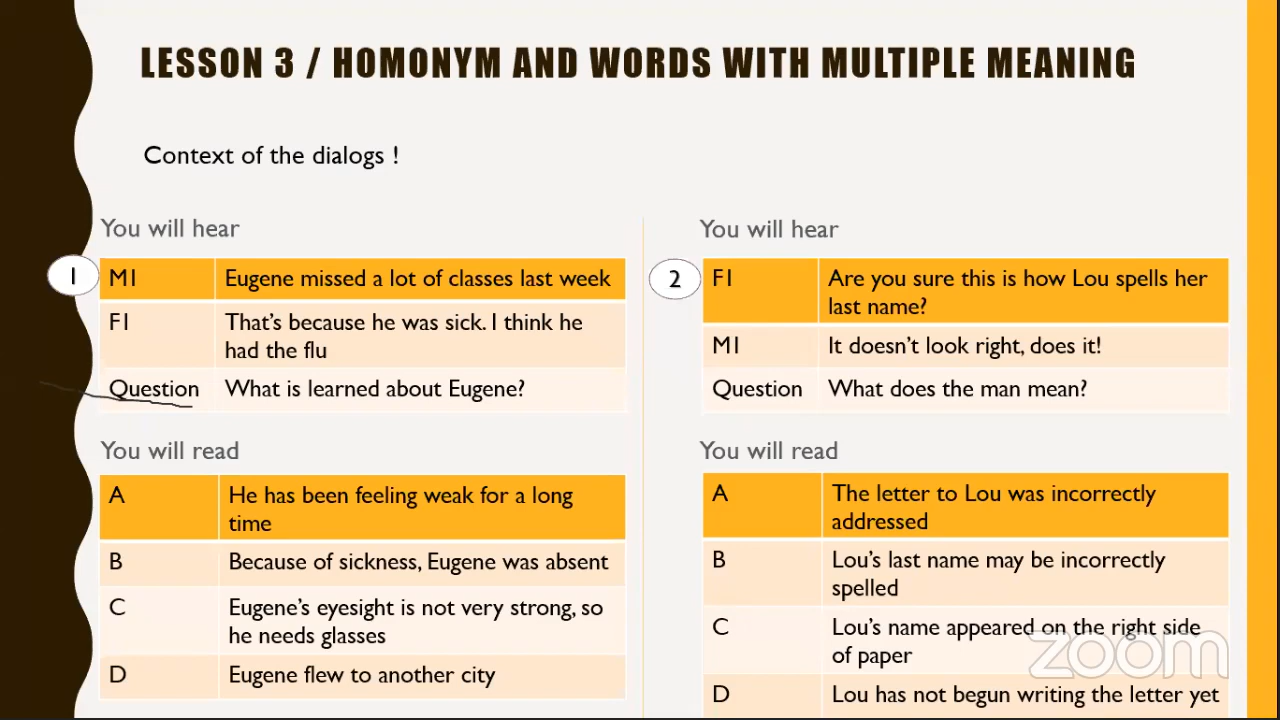 LESSON 3 / HOMONYM AND WORDS WITH MULTIPLE MEANING
Context of the dialogs !
You will hear
1
M1 Eugene missed a lot of classes last week
F1 That's because he was sick. I think he
had the flu
Question What is learned about Eugene?
You will read
A He has been feeling weak for a long
time
B Because of sickness, Eugene was absent
C Eugene's eyesight is not very strong, so
he needs glasses
D Eugene flew to another city
You will hear
2
F1 Are you sure this is how Lou spells her
last name?
M1 It doesn't look right, does it!
Question What does the man mean?
You will read
A The letter to Lou was incorrectly
addressed
B Lou's last name may be incorrectly
spelled
C Lou's name appeared on the right side
of paper
D Lou has not begun writing the letter yet
zoom